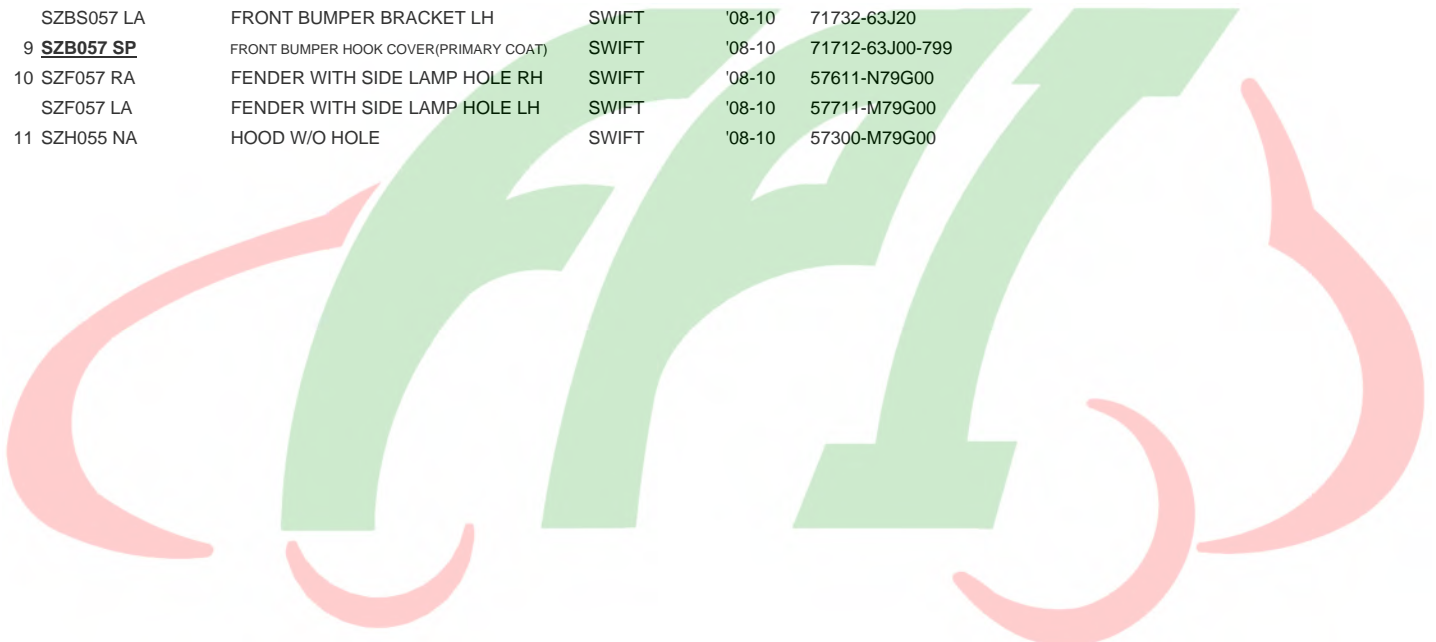 SZBS057 LA FRONT BUMPER BRACKET LH SWIFT '08-10 71732-63J20
9 SZB057 SP FRONT BUMPER HOOK COVER(PRIMARY COAT) SWIFT '08-10 71712-63J00-799
10 SZF057 RA FENDER WITH SIDE LAMP HOLE RH SWIFT '08-10 57611-N79G00
SZF057 LA FENDER WITH SIDE LAMP HOLE LH SWIFT '08-10 57711-M79G00
11 SZH055 NA HOOD W/O HOLE SWIFT '08-10 57300-M79G00
FPI